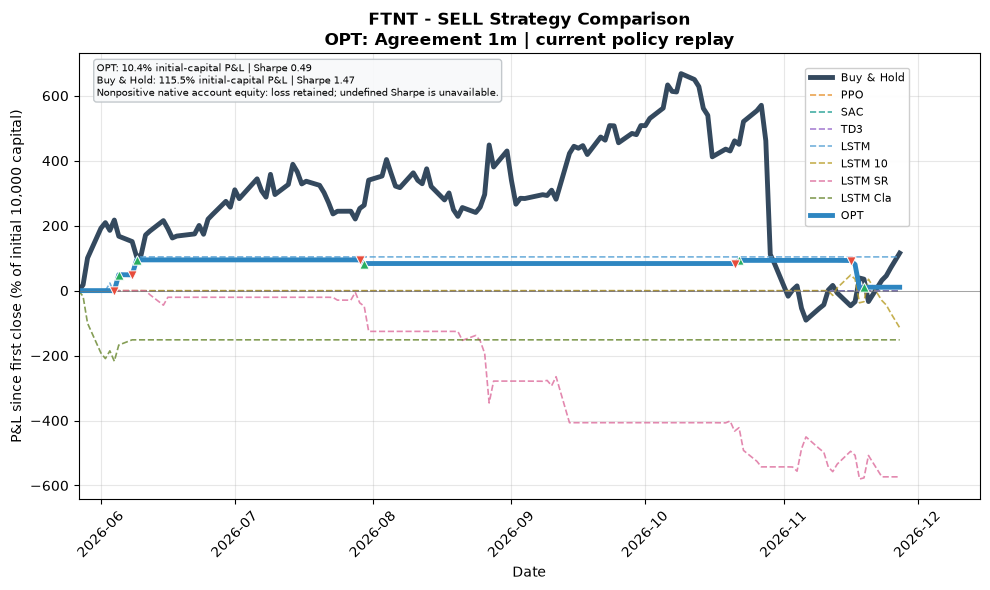 FTNT - SELL Strategy Comparison
OPT: Agreement 1m | current policy replay
OPT: 10.4% initial-capital P&L | Sharpe 0.49
Buy & Hold: 115.5% initial-capital P&L | Sharpe 1.47
Nonpositive native account equity: loss retained; undefined Sharpe is unavailable.
Buy & Hold
PPO
SAC
TD3
LSTM
LSTM 10
LSTM SR
LSTM Cla
OPT
P&L since first close (% of initial 10,000 capital)
600
400
200
0
−200
−400
−600
2026-06
2026-07
2026-08
2026-09
2026-10
2026-11
2026-12
Date